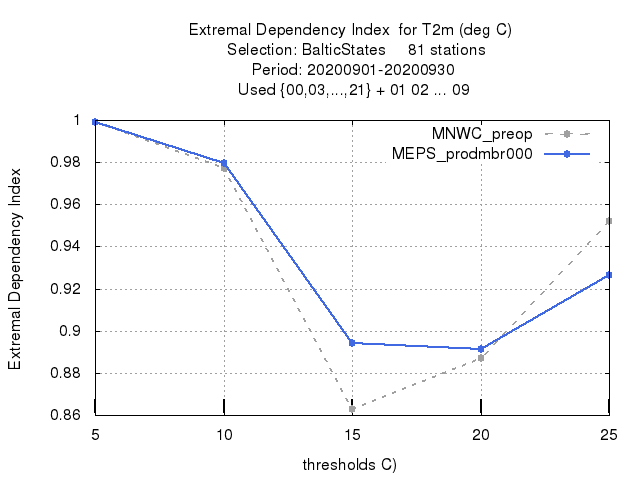 Extremal Dependency Index for T2m (deg C)
Selection: BalticStates 81 stations
Period: 20200901-20200930
Used {00,03,...,21} + 01 02 ... 09
MNWC_preop
MEPS_prodmbr000
Extremal Dependency Index
1
0.98
0.96
0.94
0.92
0.9
0.88
0.86
5 10 15 20 25
thresholds C)